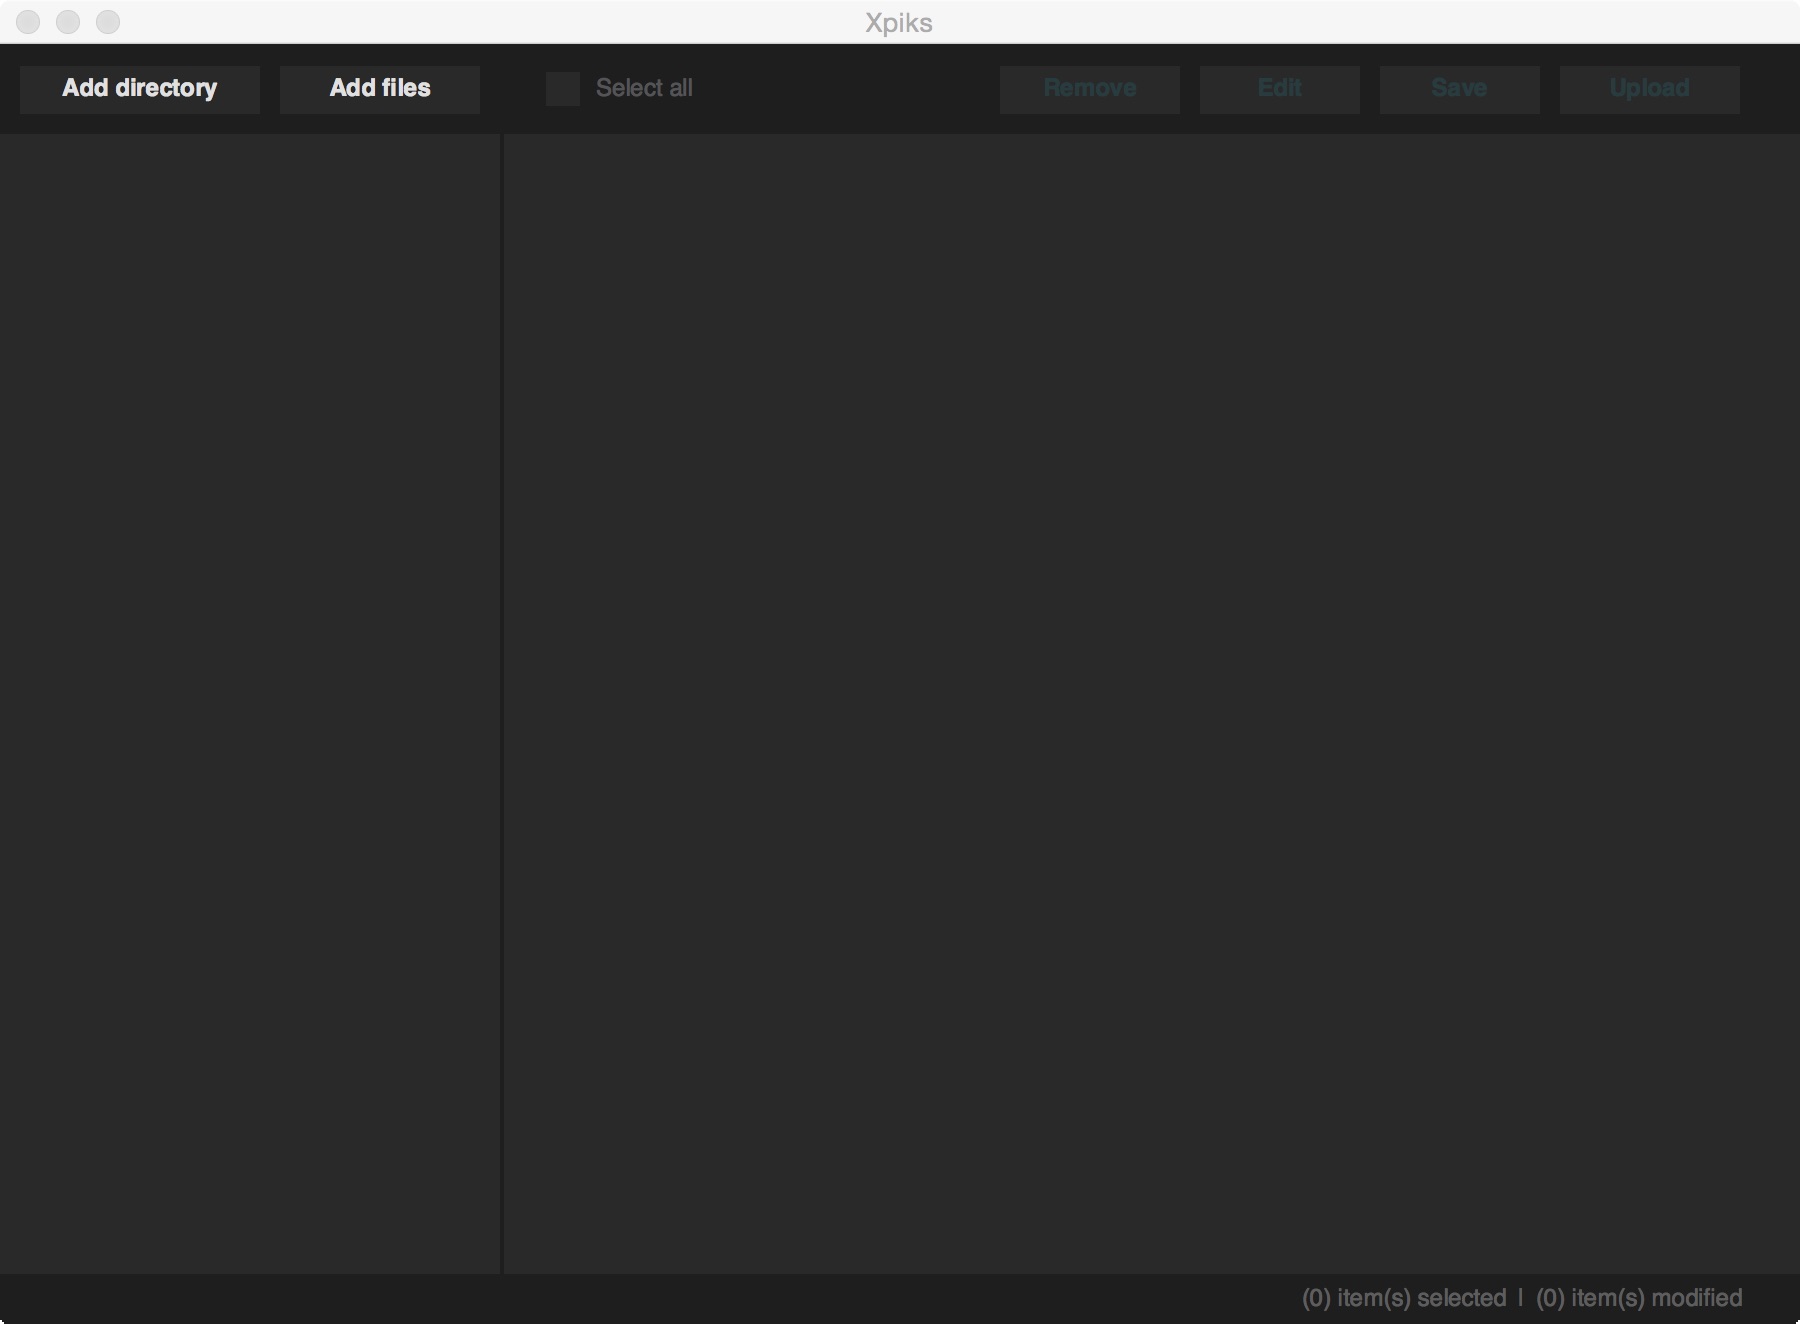 Xpiks
Add directory Add files Select all Remove Edit Save Upload
(0) item(s) selected | (0) item(s) modified